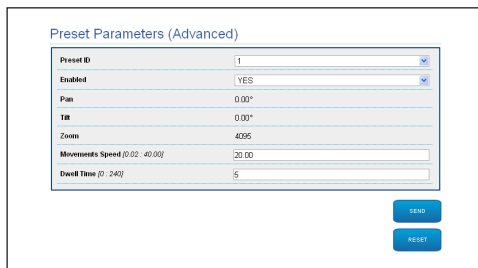 Preset Parameters (Advanced)
Preset ID 1
Enabled YES
Pan 0.00°
Tilt 0.00°
Zoom 4095
Movements Speed [0.02 : 40.00] 20.00
Dwell Time [0 : 240] 5
SEND
RESET